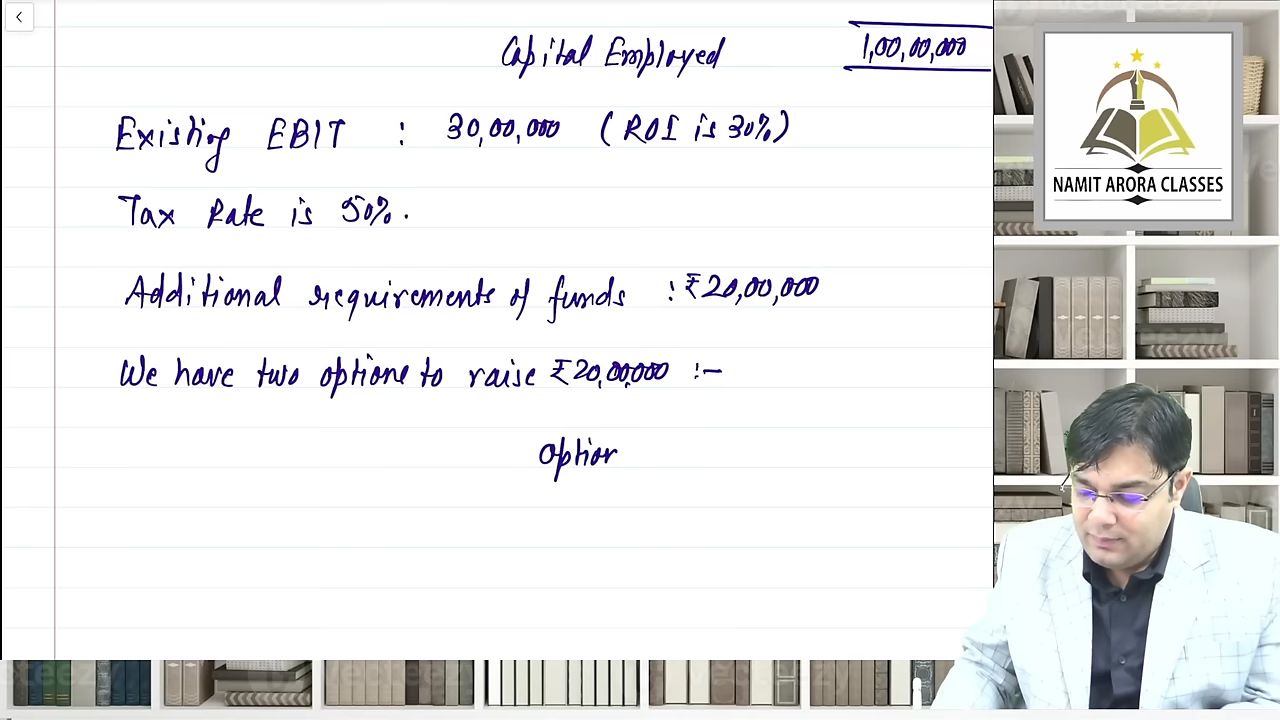 Capital Employed 1,00,00,000
Existing EBIT : 30,00,000 (ROI is 30%)
Tax Rate is 50%.
Additional requirements of funds : ₹20,00,000
We have two options to raise ₹20,00,000 :-
Option
NAMIT ARORA CLASSES